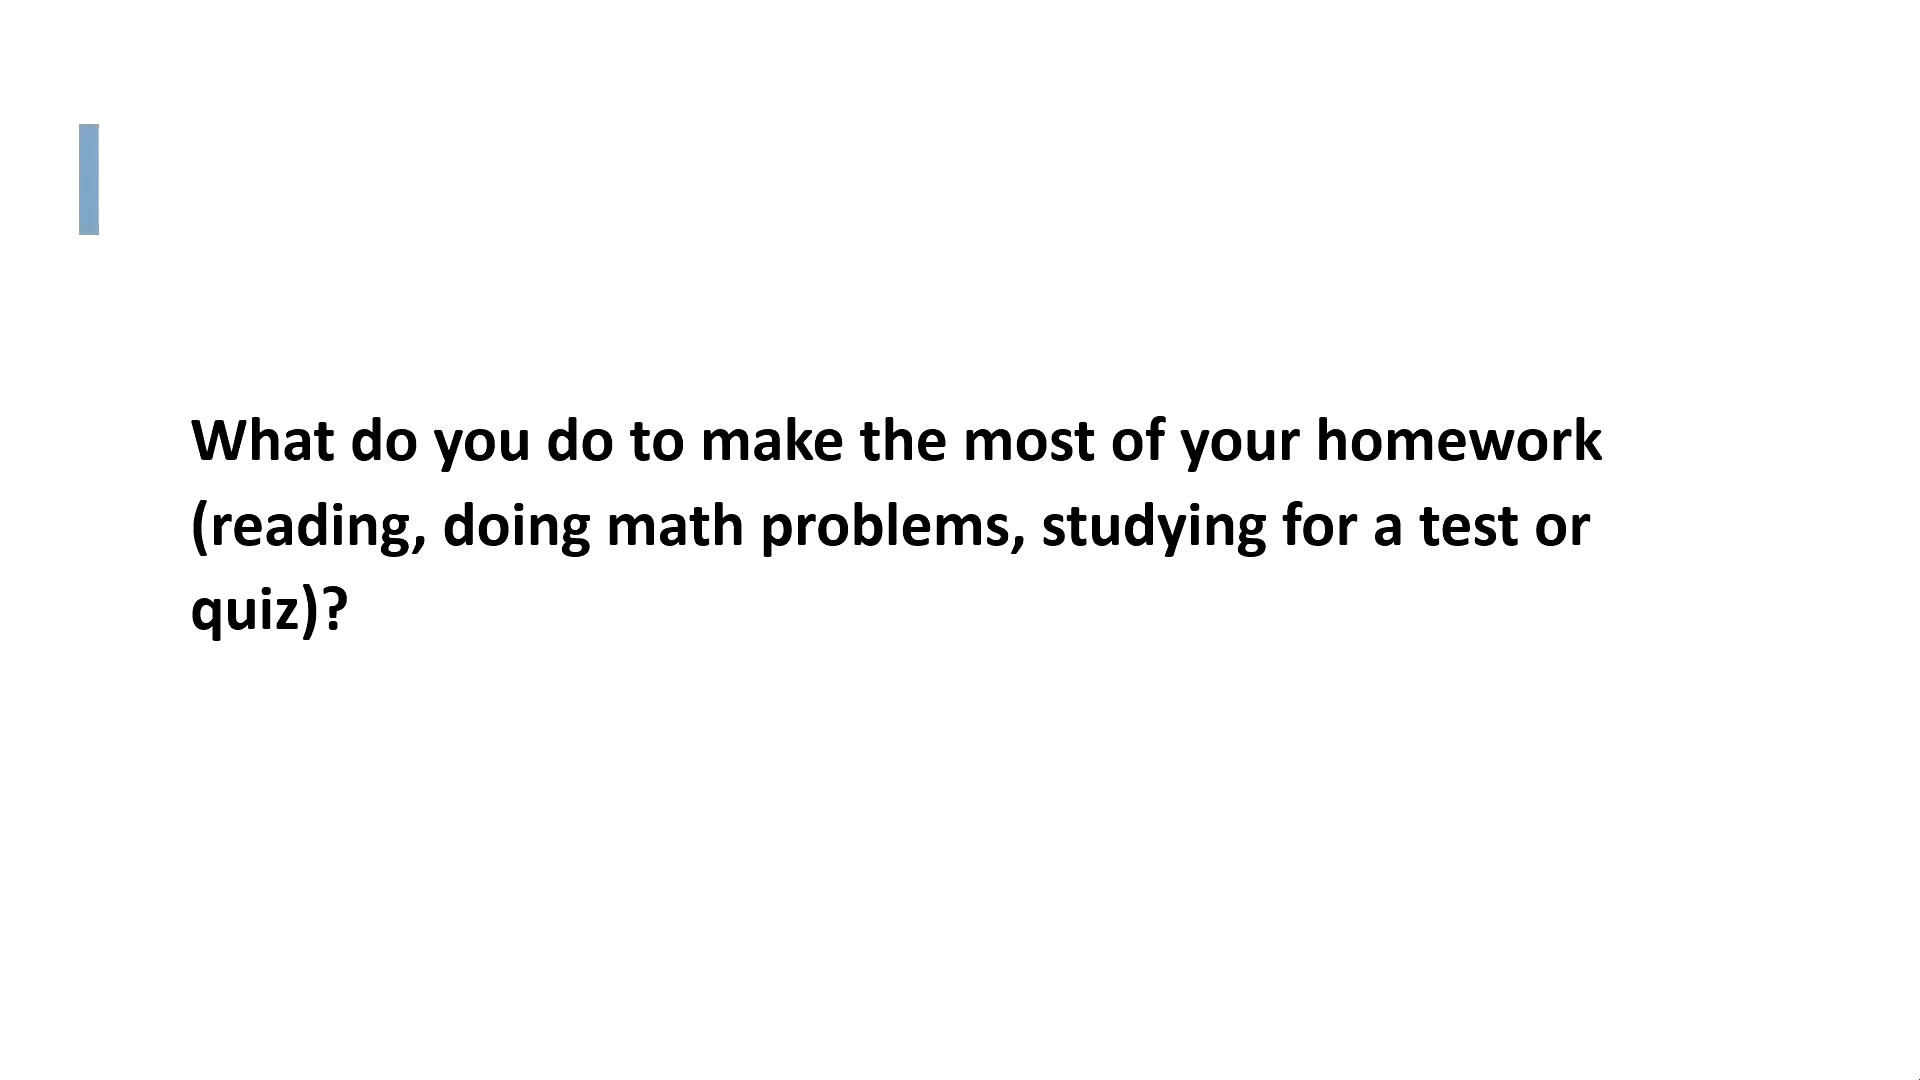 What do you do to make the most of your homework
(reading, doing math problems, studying for a test or
quiz)?